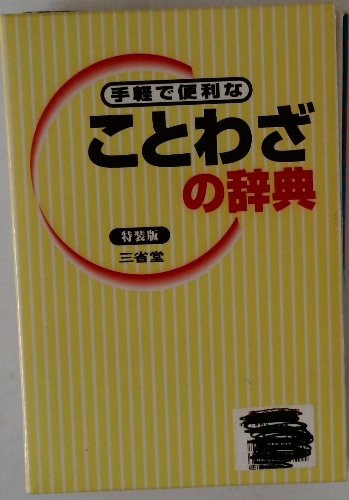 手軽で便利な
ことわざ
の辞典
特装版
三省堂